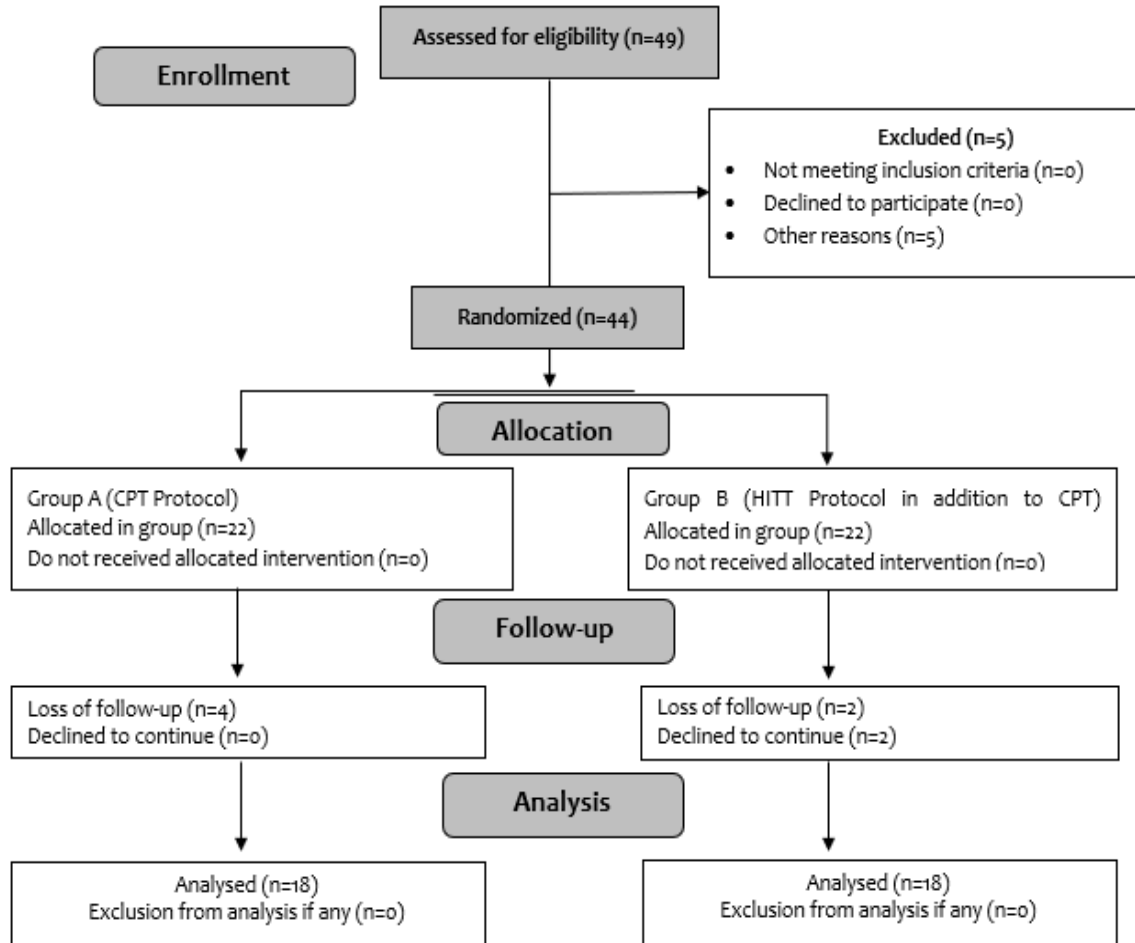 Assessed for eligibility (n=49)
Enrollment
Excluded (n=5)
• Not meeting inclusion criteria (n=0)
• Declined to participate (n=0)
• Other reasons (n=5)
Randomized (n=44)
Allocation
Group A (CPT Protocol)
Allocated in group (n=22)
Do not received allocated intervention (n=0)
Group B (HITT Protocol in addition to CPT)
Allocated in group (n=22)
Do not received allocated intervention (n=0)
Follow-up
Loss of follow-up (n=4)
Declined to continue (n=0)
Loss of follow-up (n=2)
Declined to continue (n=2)
Analysis
Analysed (n=18)
Exclusion from analysis if any (n=0)
Analysed (n=18)
Exclusion from analysis if any (n=0)